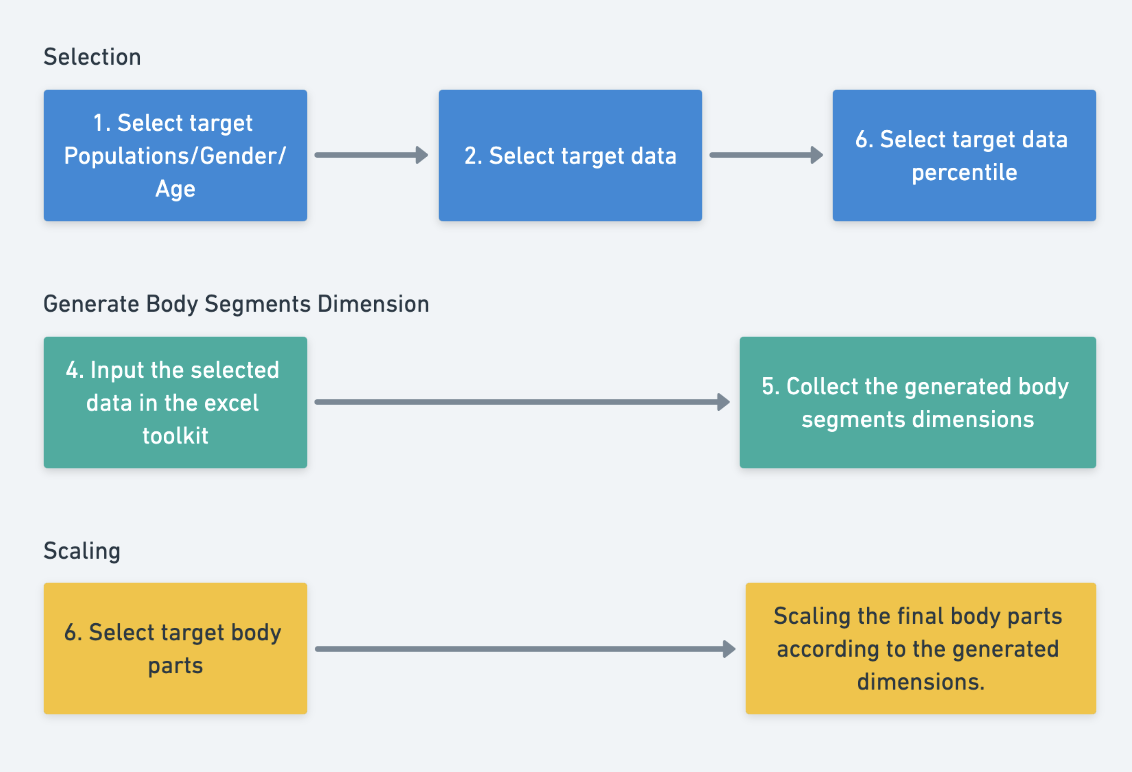 Selection
1. Select target
Populations/Gender/
Age
2. Select target data
6. Select target data
percentile
Generate Body Segments Dimension
4. Input the selected
data in the excel
toolkit
5. Collect the generated body
segments dimensions
Scaling
6. Select target body
parts
Scaling the final body parts
according to the generated
dimensions.